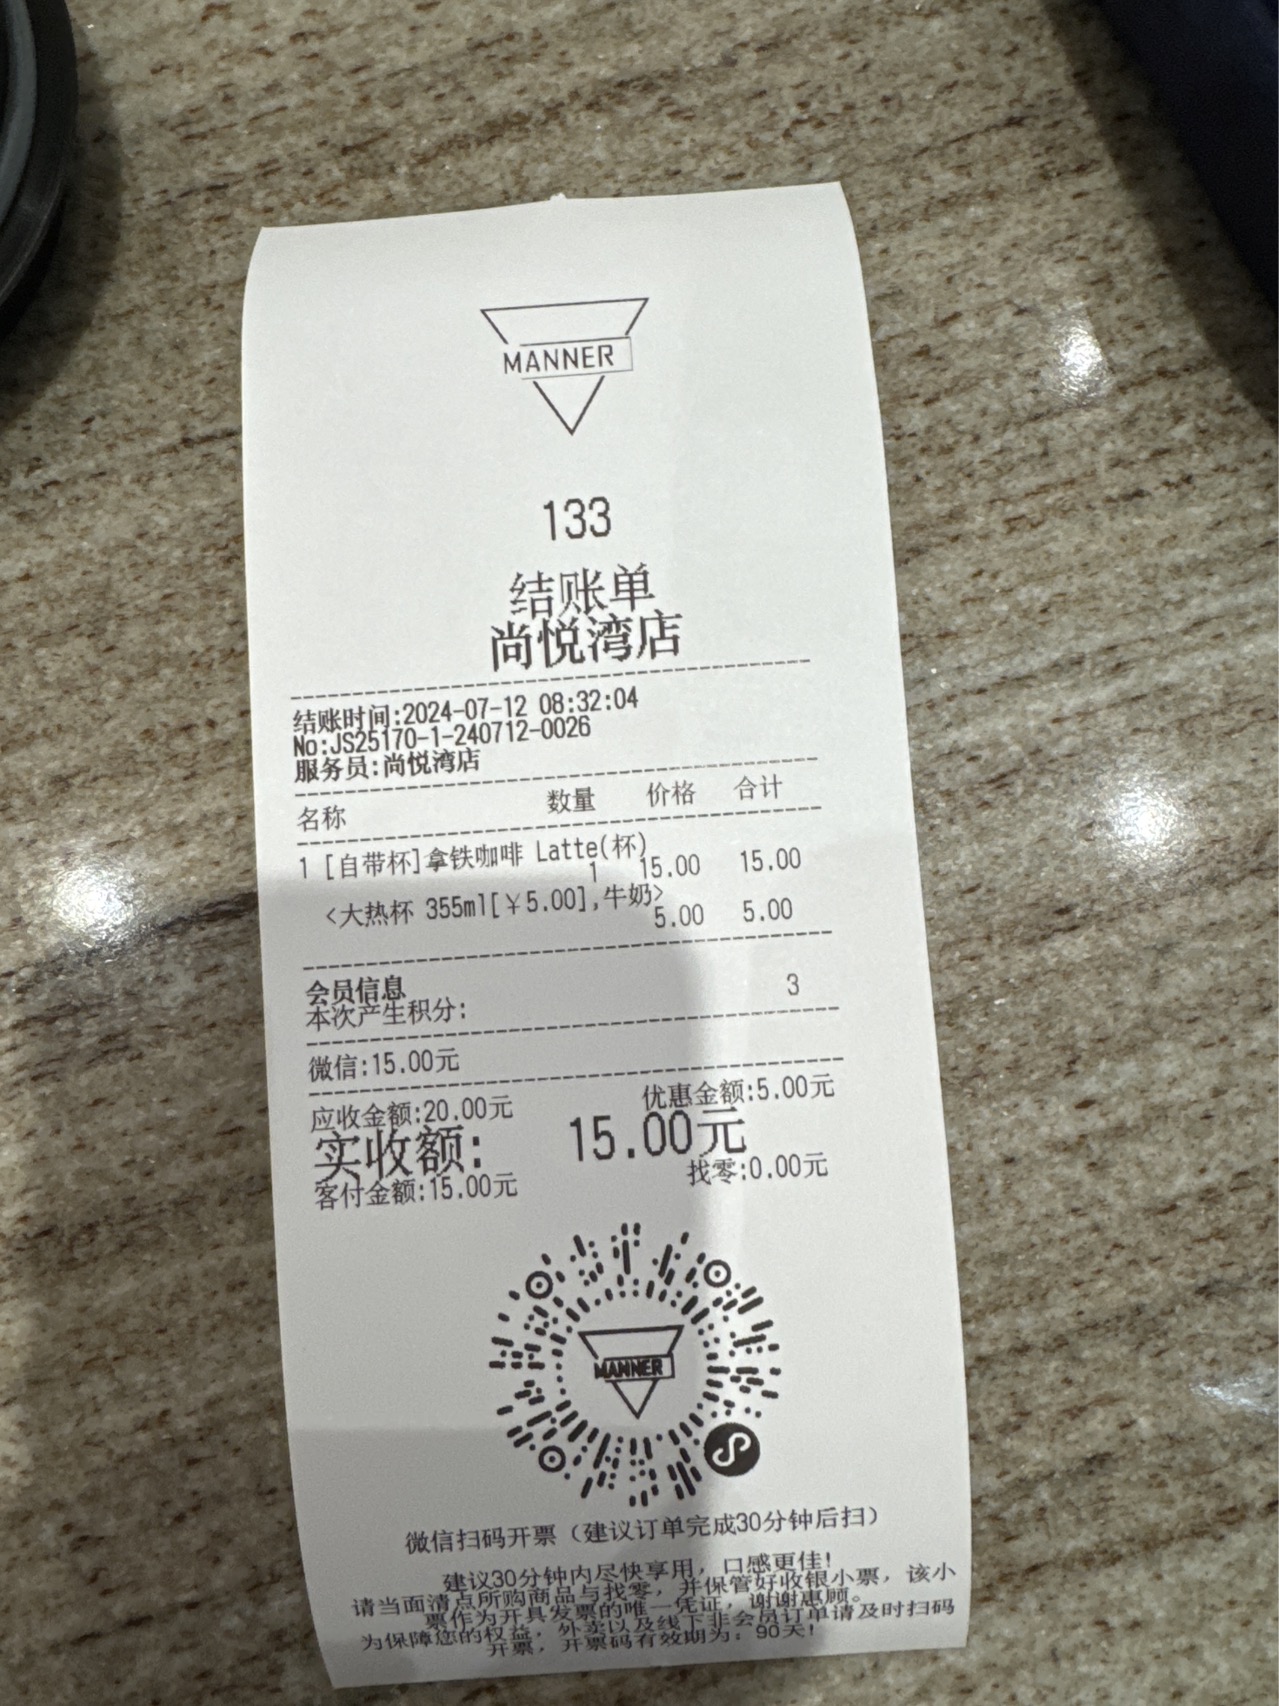 MANNER
133
结账单
尚悦湾店
结账时间:2024-07-12 08:32:04
No:JS25170-1-240712-0026
服务员:尚悦湾店
名称 数量 价格 合计
1 [自带杯]拿铁咖啡 Latte(杯)
1 15.00 15.00
<大热杯 355ml[￥5.00],牛奶>
5.00 5.00
会员信息
本次产生积分: 3
微信:15.00元
应收金额:20.00元 优惠金额:5.00元
实收额: 15.00元
客付金额:15.00元 找零:0.00元
MANNER
微信扫码开票（建议订单完成30分钟后扫）
建议30分钟内尽快享用，口感更佳!
请当面清点所购商品与找零，并保管好收银小票，该小
票作为开具发票的唯一凭证，谢谢惠顾。
为保障您的权益，外卖以及线下非会员订单请及时扫码
开票，开票码有效期为：90天!